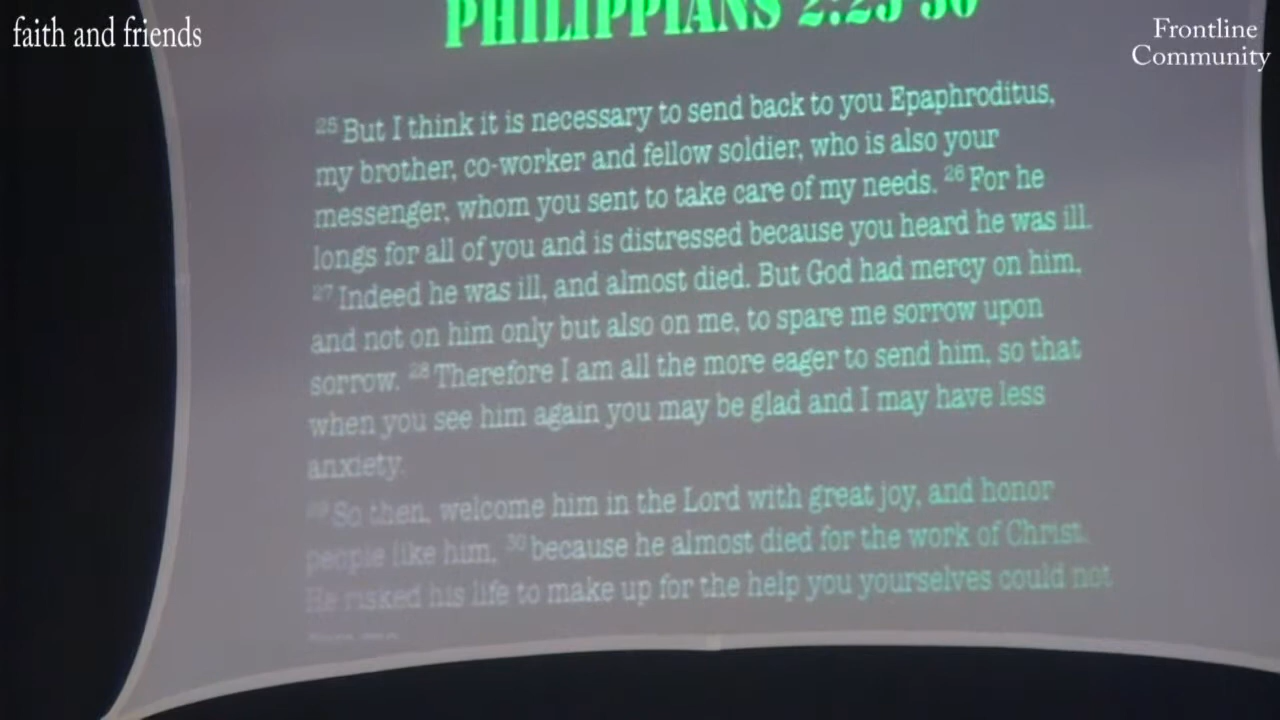 faith and friends
Frontline
Community
PHILIPPIANS 2:25-30
25 But I think it is necessary to send back to you Epaphroditus,
my brother, co-worker and fellow soldier, who is also your
messenger, whom you sent to take care of my needs. 26 For he
longs for all of you and is distressed because you heard he was ill.
27 Indeed he was ill, and almost died. But God had mercy on him,
and not on him only but also on me, to spare me sorrow upon
sorrow. 28 Therefore I am all the more eager to send him, so that
when you see him again you may be glad and I may have less
anxiety.
29 So then, welcome him in the Lord with great joy, and honor
people like him, 30 because he almost died for the work of Christ.
He risked his life to make up for the help you yourselves could not